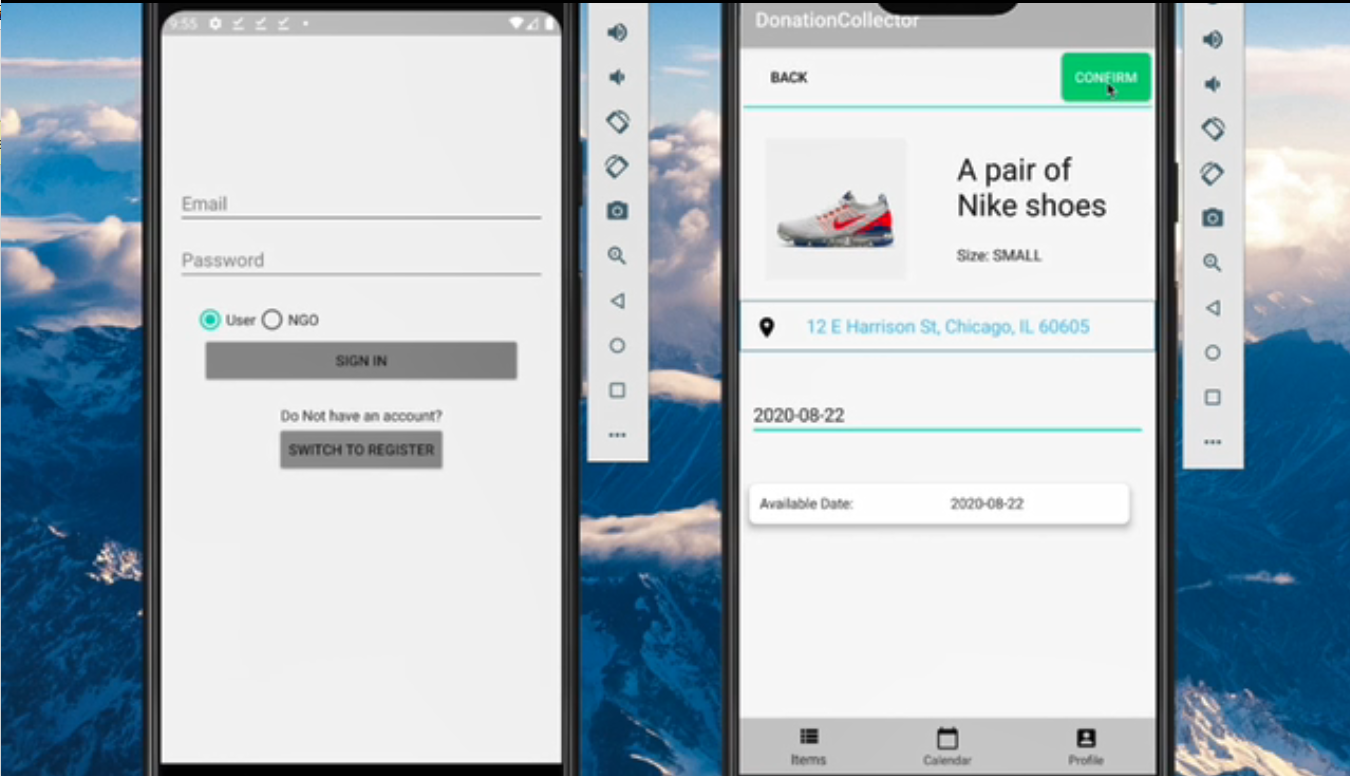 9:55
Email
Password
User
NGO
SIGN IN
Do Not have an account?
SWITCH TO REGISTER
DonationCollector
BACK
CONFIRM
A pair of
Nike shoes
Size: SMALL
12 E Harrison St, Chicago, IL 60605
2020-08-22
Available Date: 2020-08-22
Items
Calendar
Profile